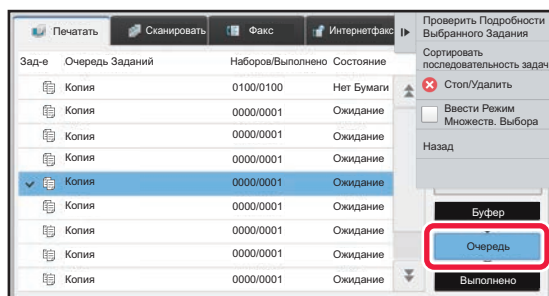 Печатать
Сканировать
Факс
Интернетфакс
Зад-е Очередь Заданий Наборов/Выполнено Состояние
Копия 0100/0100 Нет Бумаги
Копия 0000/0001 Ожидание
Копия 0000/0001 Ожидание
Копия 0000/0001 Ожидание
Копия 0000/0001 Ожидание
Копия 0000/0001 Ожидание
Копия 0000/0001 Ожидание
Копия 0000/0001 Ожидание
Копия 0000/0001 Ожидание
Проверить Подробности
Выбранного Задания
Сортировать
последовательность задач
Стоп/Удалить
Ввести Режим
Множеств. Выбора
Назад
Буфер
Очередь
Выполнено